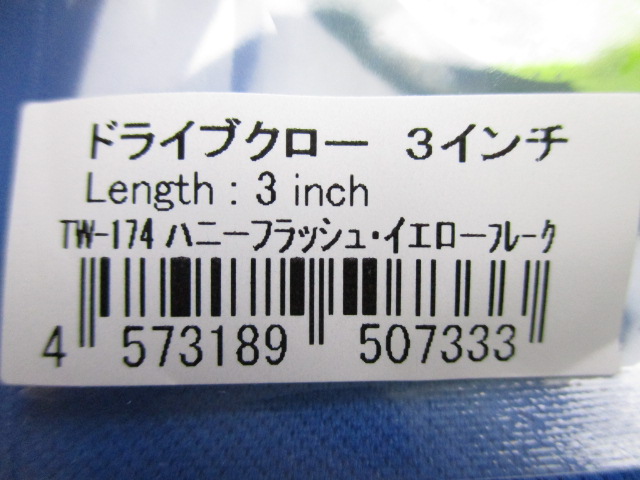 ドライブクロー 3インチ
Length : 3 inch
TW-174 ハニーフラッシュ・イエローフレーク
4 573189 507333